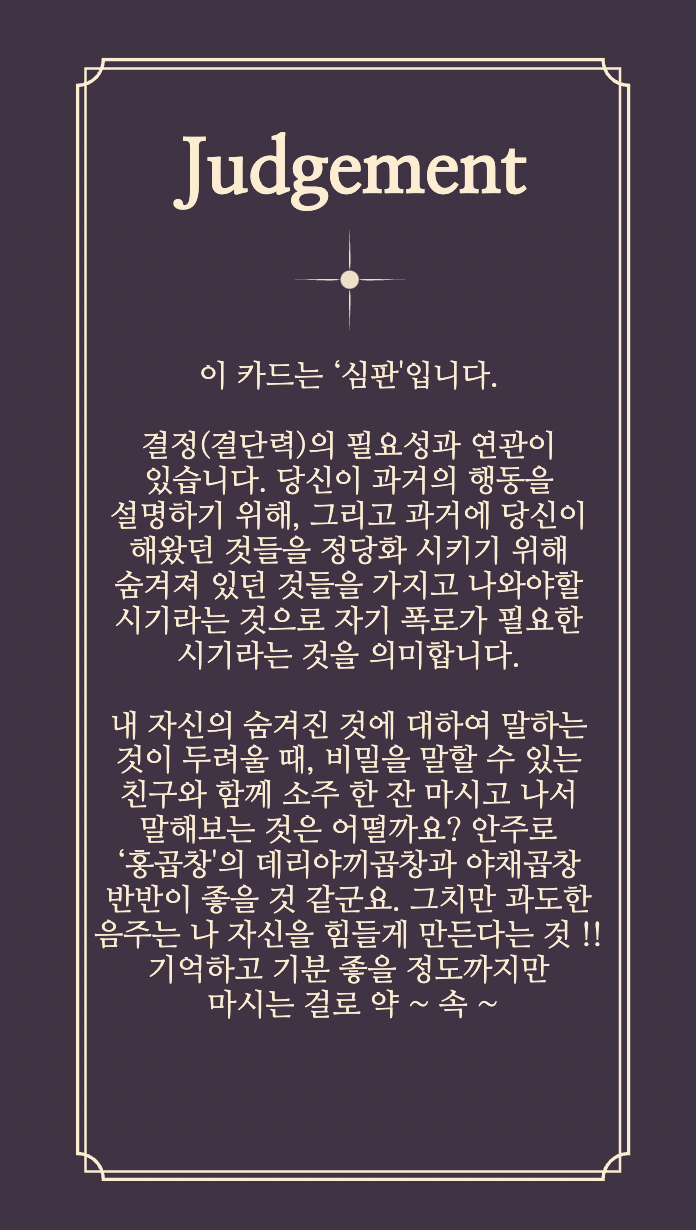 Judgement
이 카드는 ‘심판'입니다.
결정(결단력)의 필요성과 연관이
있습니다. 당신이 과거의 행동을
설명하기 위해, 그리고 과거에 당신이
해왔던 것들을 정당화 시키기 위해
숨겨져 있던 것들을 가지고 나와야할
시기라는 것으로 자기 폭로가 필요한
시기라는 것을 의미합니다.
내 자신의 숨겨진 것에 대하여 말하는
것이 두려울 때, 비밀을 말할 수 있는
친구와 함께 소주 한 잔 마시고 나서
말해보는 것은 어떨까요? 안주로
‘홍곱창'의 데리야끼곱창과 야채곱창
반반이 좋을 것 같군요. 그치만 과도한
음주는 나 자신을 힘들게 만든다는 것 !!
기억하고 기분 좋을 정도까지만
마시는 걸로 약 ~ 속 ~